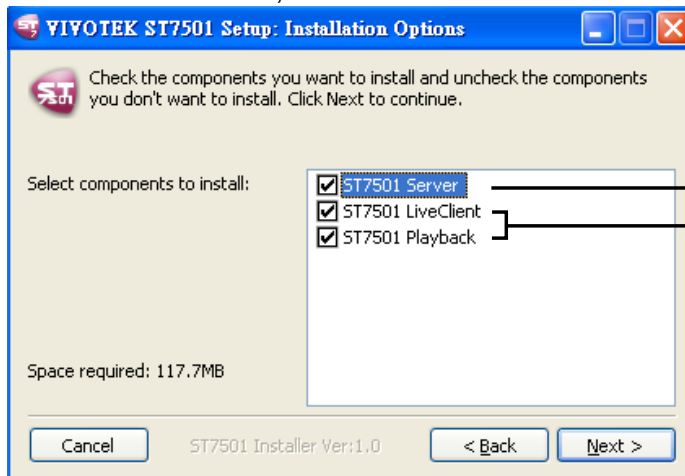 VIVOTEK ST7501 Setup: Installation Options
ST
7501
Check the components you want to install and uncheck the components
you don't want to install. Click Next to continue.
Select components to install:
ST7501 Server
ST7501 LiveClient
ST7501 Playback
Space required: 117.7MB
Cancel
ST7501 Installer Ver:1.0
< Back
Next >